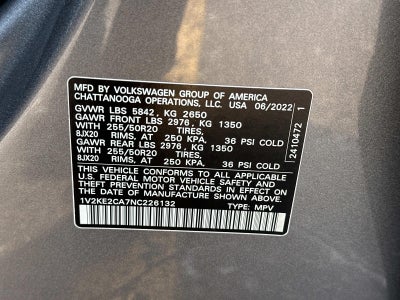 MFD BY VOLKSWAGEN GROUP OF AMERICA
CHATTANOOGA OPERATIONS, LLC. USA 06/2022
GVWR LBS 5842, KG 2650
GAWR FRONT LBS 2976, KG 1350
WITH 255/50R20 TIRES,
8JX20 RIMS, AT 250 KPA. 36 PSI COLD
GAWR REAR LBS 2976, KG 1350
WITH 255/50R20 TIRES,
8JX20 RIMS, AT 250 KPA. 36 PSI COLD
THIS VEHICLE CONFORMS TO ALL APPLICABLE
FEDERAL MOTOR VEHICLE SAFETY AND
THEFT PREVENTION STANDARDS IN EFFECT ON
THE DATE OF MANUFACTURE SHOWN ABOVE.
1V2KE2CA7NC226132 TYPE: MPV
2410472 1